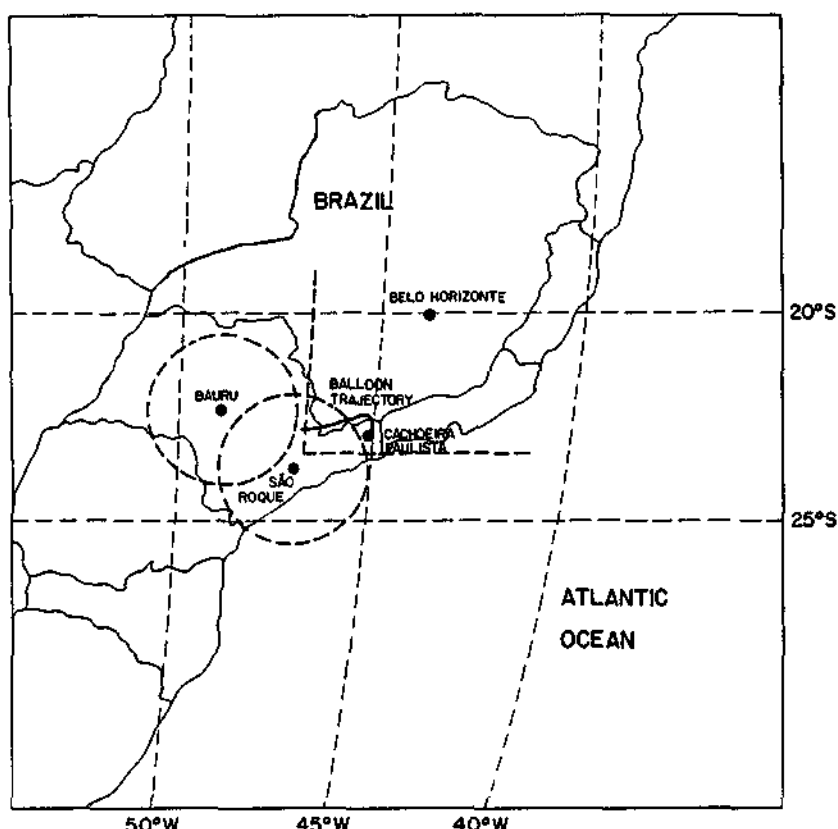 BRAZIL
BELO HORIZONTE
20°S
BALLOON
TRAJECTORY
BAURU
CACHOEIRA
PAULISTA
SÃO
ROQUE
25°S
ATLANTIC
OCEAN
50°W
45°W
40°W